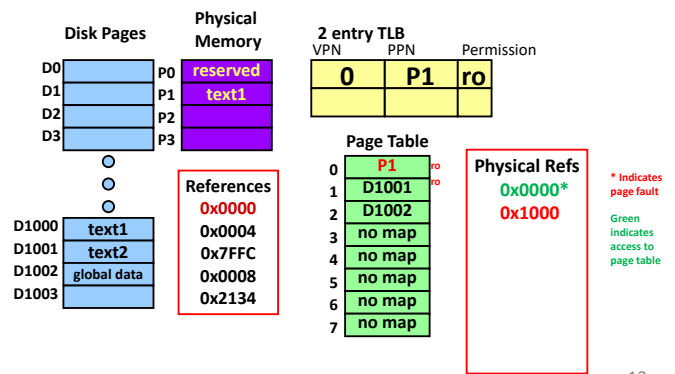 Disk Pages
Physical
Memory
2 entry TLB
VPN PPN Permission
D0
D1
D2
D3
P0 reserved
P1 text1
P2
P3
0 P1 ro
Page Table
0 P1 ro
1 D1001 ro
2 D1002
3 no map
4 no map
5 no map
6 no map
7 no map
References
0x0000
0x0004
0x7FFC
0x0008
0x2134
D1000 text1
D1001 text2
D1002 global data
D1003
Physical Refs
0x0000*
0x1000
* Indicates
page fault
Green
indicates
access to
page table